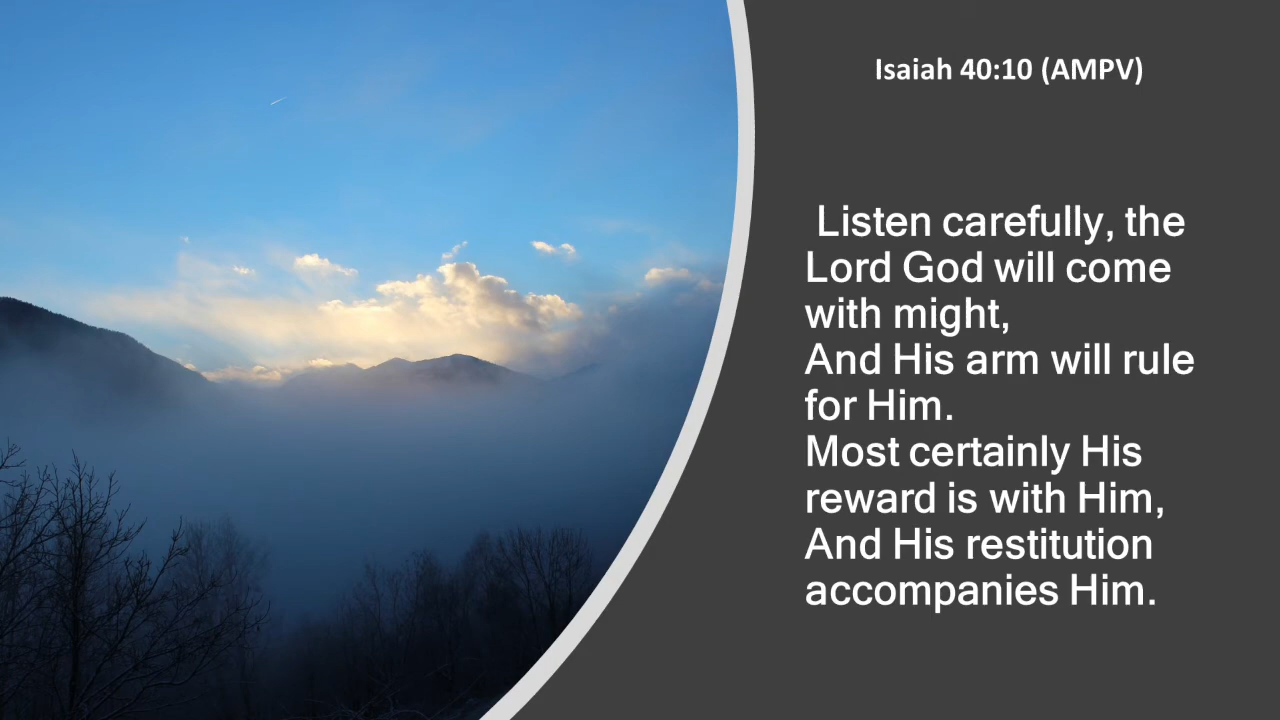 Isaiah 40:10 (AMPV)
Listen carefully, the
Lord God will come
with might,
And His arm will rule
for Him.
Most certainly His
reward is with Him,
And His restitution
accompanies Him.